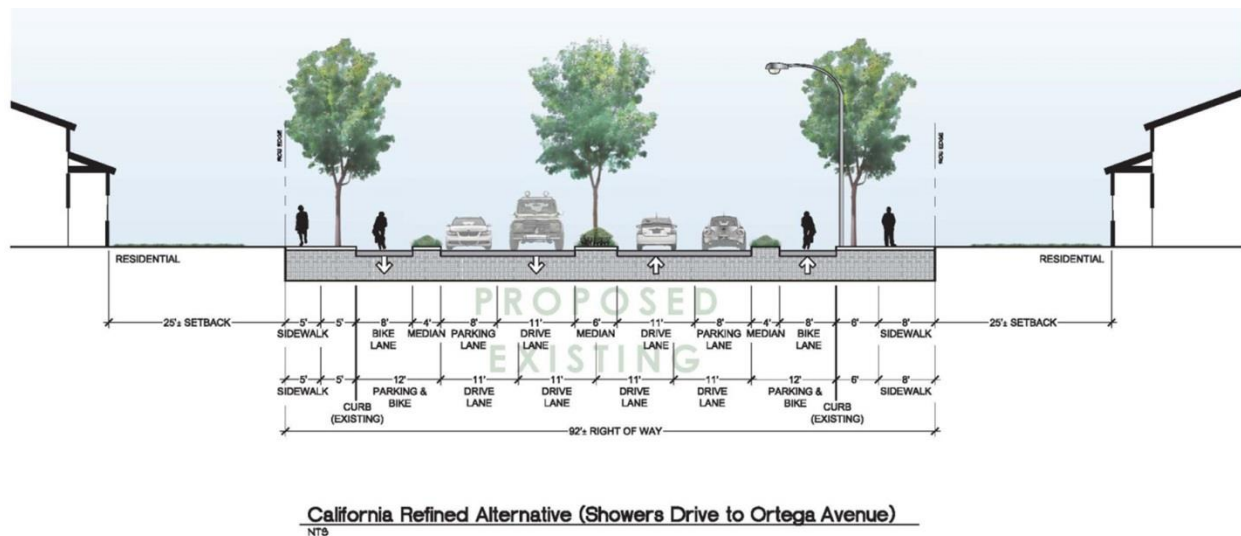 ROW EDGE
ROW EDGE
RESIDENTIAL
RESIDENTIAL
PROPOSED
25'± SETBACK
5'
SIDEWALK
5'
8'
BIKE
LANE
4'
MEDIAN
8'
PARKING
LANE
11'
DRIVE
LANE
6'
MEDIAN
11'
DRIVE
LANE
8'
PARKING
LANE
4'
MEDIAN
8'
BIKE
LANE
6'
8'
SIDEWALK
25'± SETBACK
EXISTING
5'
SIDEWALK
5'
CURB
(EXISTING)
12'
PARKING &
BIKE
11'
DRIVE
LANE
11'
DRIVE
LANE
11'
DRIVE
LANE
11'
DRIVE
LANE
12'
PARKING &
BIKE
CURB
(EXISTING)
6'
8'
SIDEWALK
92'± RIGHT OF WAY
California Refined Alternative (Showers Drive to Ortega Avenue)
NTS